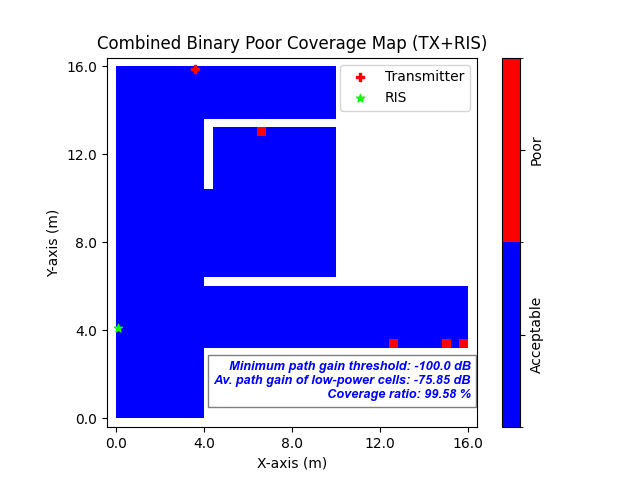 Combined Binary Poor Coverage Map (TX+RIS)
Transmitter
RIS
16.0
12.0
8.0
4.0
0.0
Y-axis (m)
Minimum path gain threshold: -100.0 dB
Av. path gain of low-power cells: -75.85 dB
Coverage ratio: 99.58 %
0.0 4.0 8.0 12.0 16.0
X-axis (m)
Poor
Acceptable